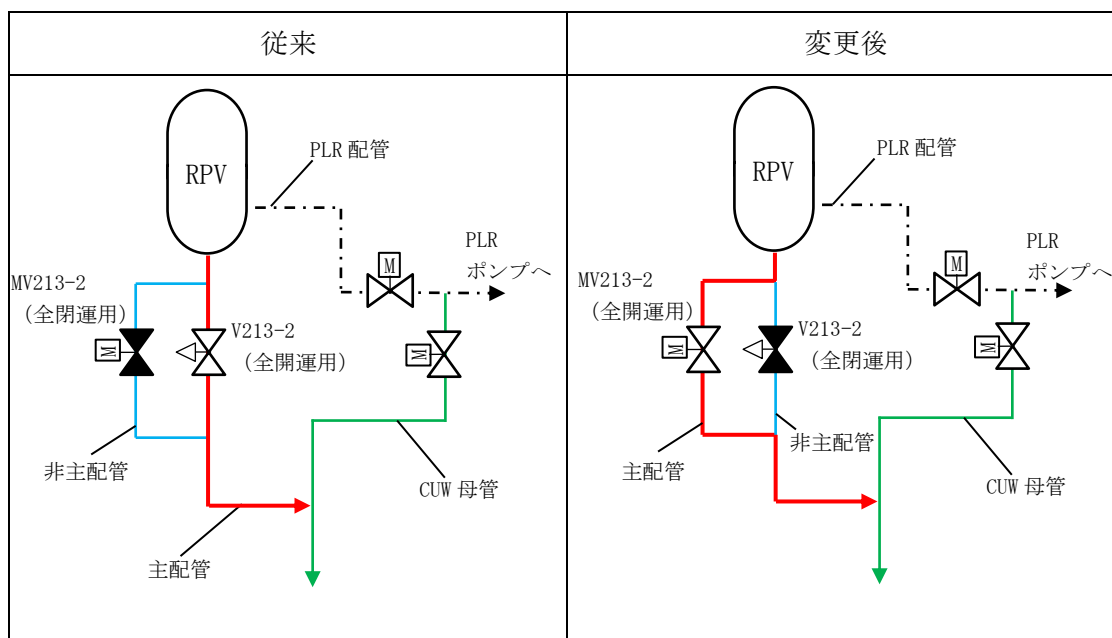 従来
変更後
RPV
PLR 配管
M
PLR
ポンプへ
MV213-2
(全閉運用)
M
V213-2
(全開運用)
M
非主配管
CUW 母管
主配管
RPV
PLR 配管
M
PLR
ポンプへ
MV213-2
(全開運用)
M
V213-2
(全閉運用)
M
主配管
非主配管
CUW 母管